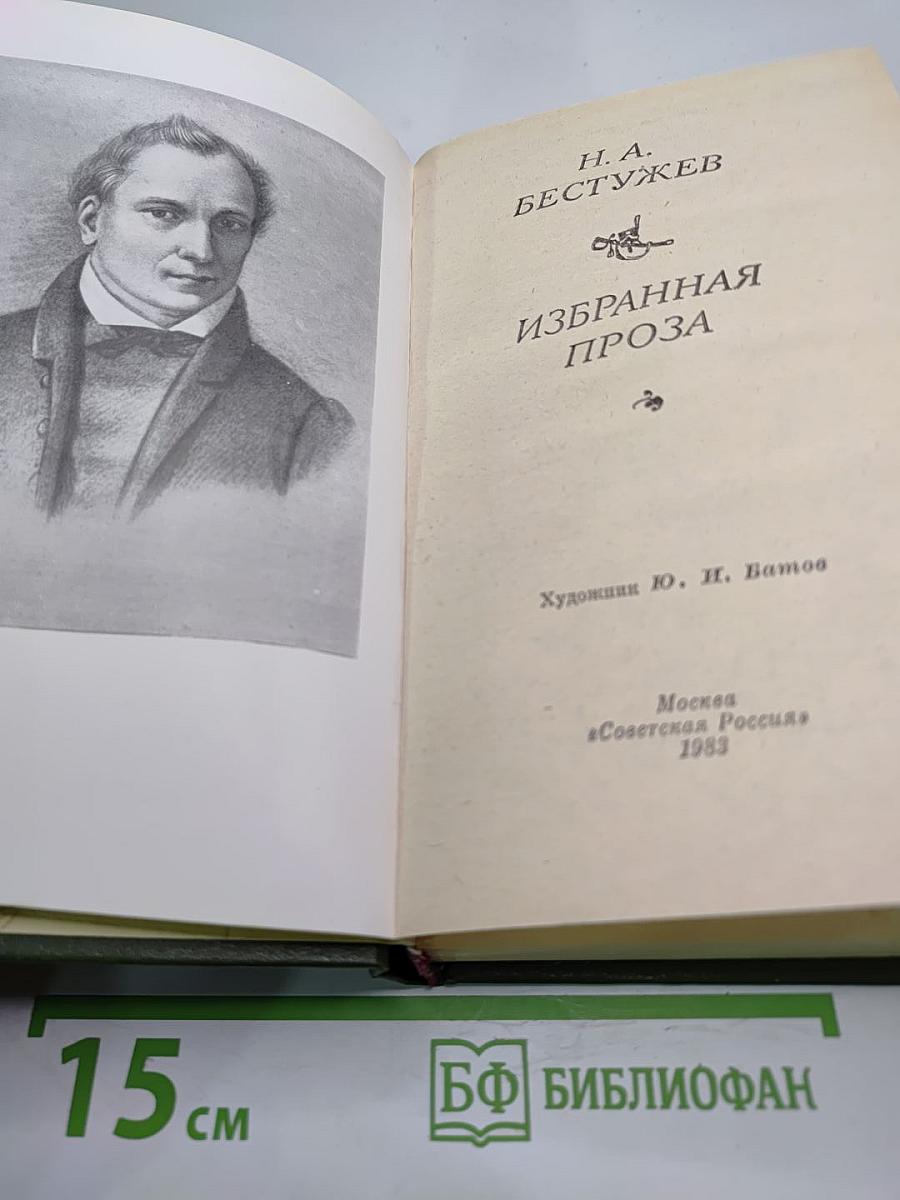 Н. А.
БЕСТУЖЕВ
ИЗБРАННАЯ
ПРОЗА
Художник Ю. И. Батов
Москва
«Советская Россия»
1983
15 см
БФ БИБЛИОФАН